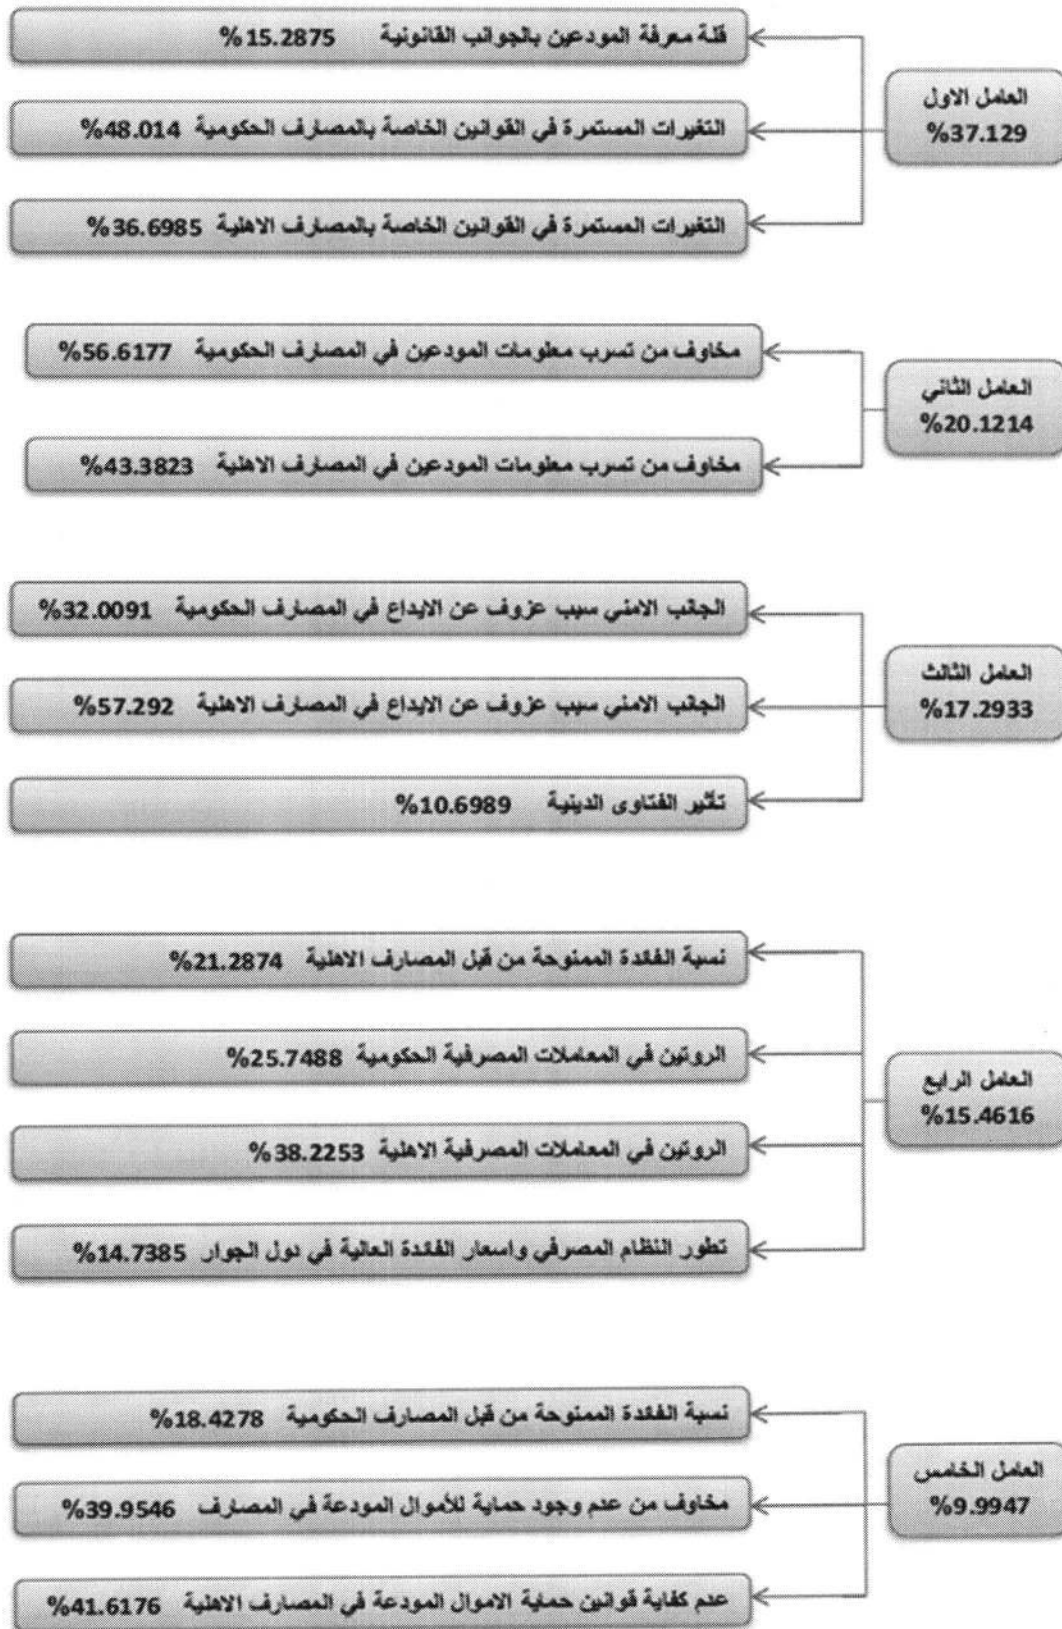 العامل الاول
%37.129
قلة معرفة المودعين بالجوانب القانونية %15.2875
التغيرات المستمرة في القوانين الخاصة بالمصارف الحكومية %48.014
التغيرات المستمرة في القوانين الخاصة بالمصارف الاهلية %36.6985
العامل الثاني
%20.1214
مخاوف من تسرب معلومات المودعين في المصارف الحكومية %56.6177
مخاوف من تسرب معلومات المودعين في المصارف الاهلية %43.3823
العامل الثالث
%17.2933
الجانب الامني سبب عزوف عن الايداع في المصارف الحكومية %32.0091
الجانب الامني سبب عزوف عن الايداع في المصارف الاهلية %57.292
تأثير الفتاوى الدينية %10.6989
العامل الرابع
%15.4616
نسبة الفائدة الممنوحة من قبل المصارف الاهلية %21.2874
الروتين في المعاملات المصرفية الحكومية %25.7488
الروتين في المعاملات المصرفية الاهلية %38.2253
تطور النظام المصرفي واسعار الفائدة العالية في دول الجوار %14.7385
العامل الخامس
%9.9947
نسبة الفائدة الممنوحة من قبل المصارف الحكومية %18.4278
مخاوف من عدم وجود حماية للأموال المودعة في المصارف %39.9546
عدم كفاية قوانين حماية الاموال المودعة في المصارف الاهلية %41.6176